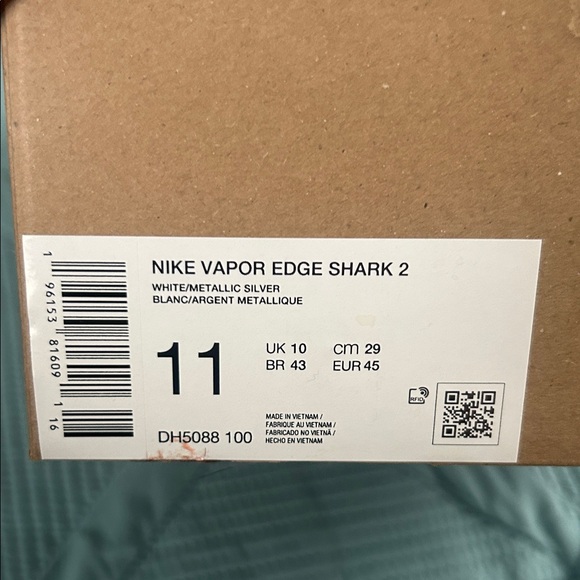 NIKE VAPOR EDGE SHARK 2
WHITE/METALLIC SILVER
BLANC/ARGENT METALLIQUE
11
UK 10 cm 29
BR 43 EUR 45
DH5088 100
MADE IN VIETNAM /
FABRIQUE AU VIETNAM /
FABRICADO NO VIETNÃ /
HECHO EN VIETNAM
RFID
1 96153 81609 1 16